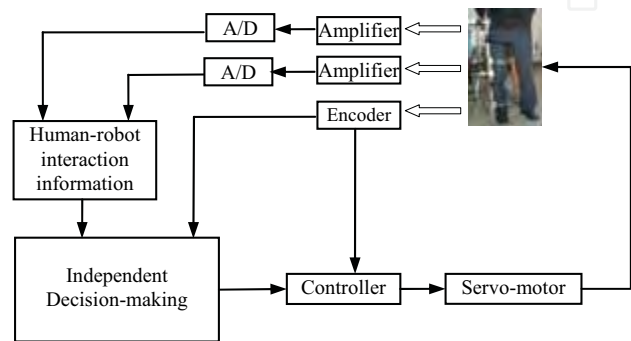 A/D
Amplifier
A/D
Amplifier
Encoder
Human-robot
interaction
information
Independent
Decision-making
Controller
Servo-motor